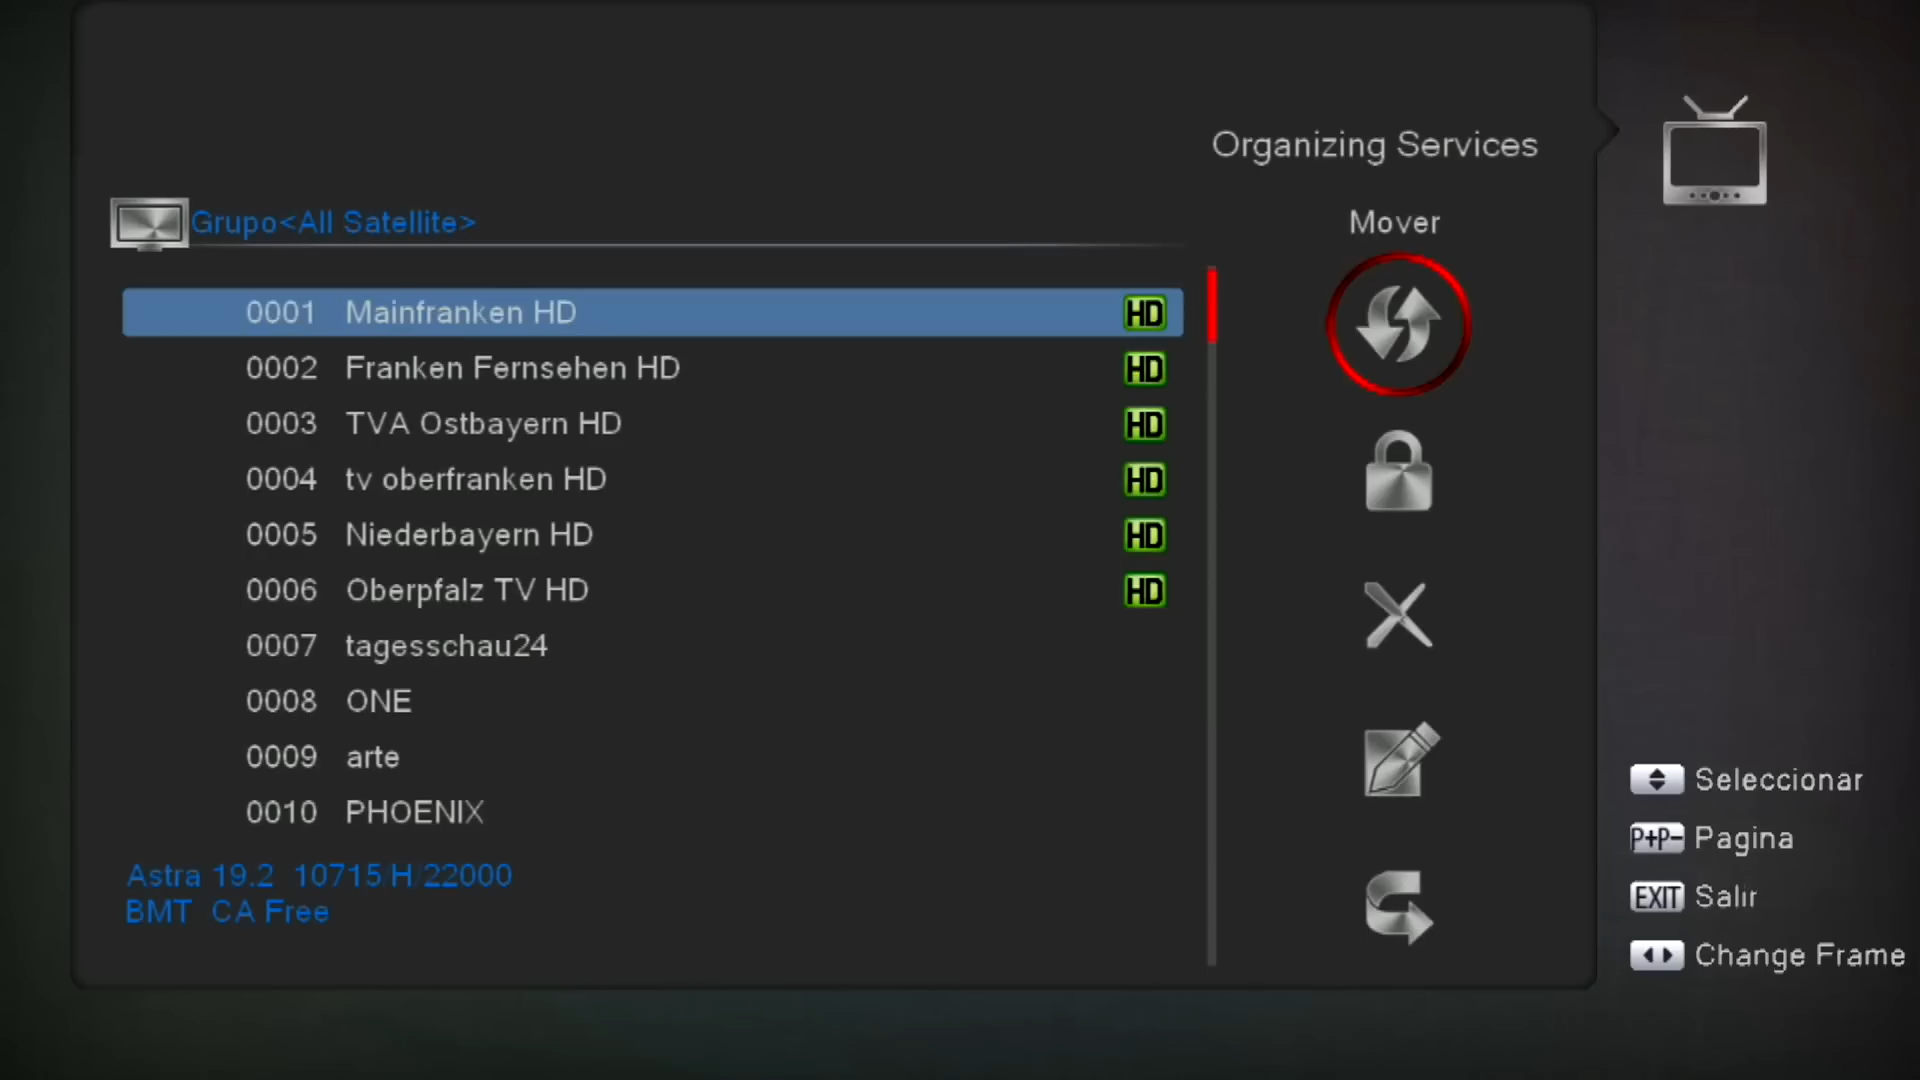 Organizing Services
Grupo<All Satellite>
Mover
0001 Mainfranken HD HD
0002 Franken Fernsehen HD HD
0003 TVA Ostbayern HD HD
0004 tv oberfranken HD HD
0005 Niederbayern HD HD
0006 Oberpfalz TV HD HD
0007 tagesschau24
0008 ONE
0009 arte
0010 PHOENIX
Astra 19.2 10715/H/22000
BMT CA Free
Seleccionar
P+P- Pagina
EXIT Salir
Change Frame